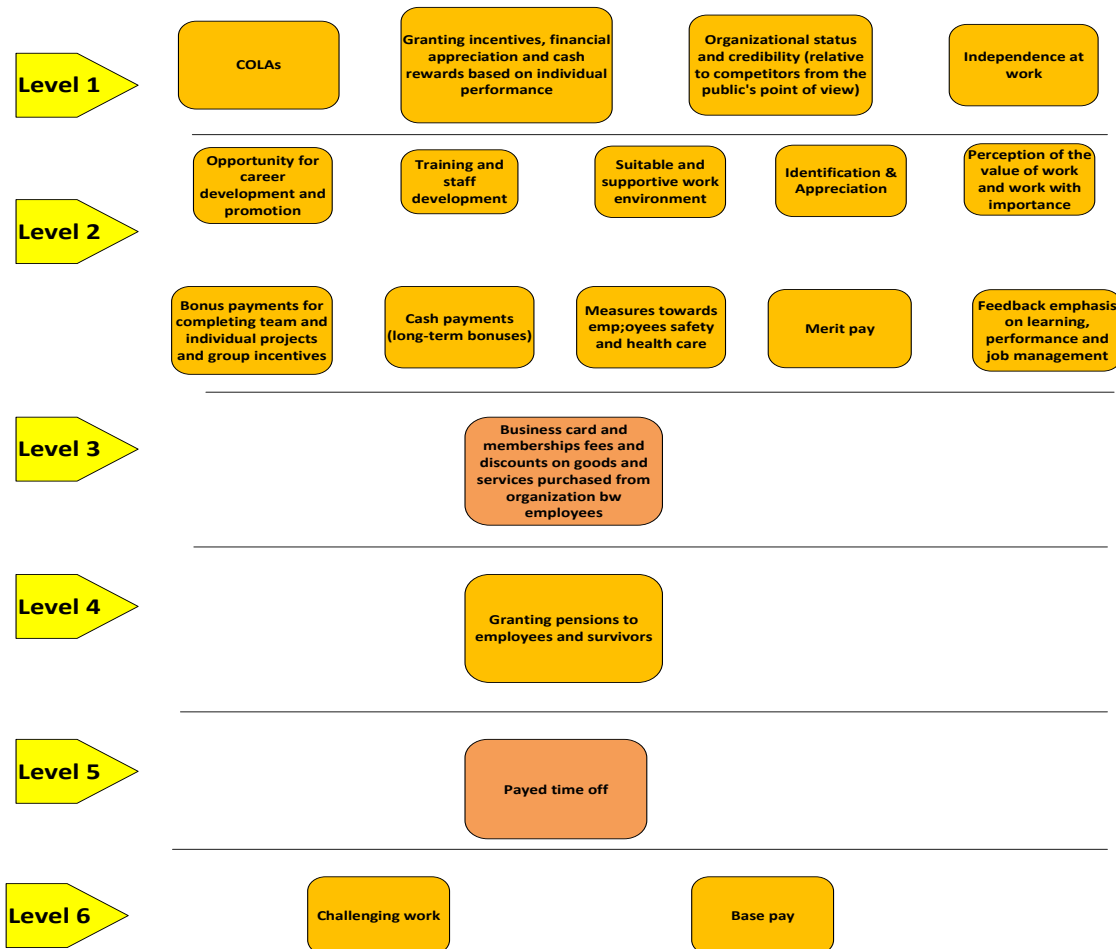 Level 1
COLAs
Granting incentives, financial
appreciation and cash
rewards based on individual
performance
Organizational status
and credibility (relative
to competitors from the
public's point of view)
Independence at
work
Level 2
Opportunity for
career
development and
promotion
Training and
staff
development
Suitable and
supportive work
environment
Identification &
Appreciation
Perception of the
value of work
and work with
importance
Bonus payments for
completing team and
individual projects
and group incentives
Cash payments
(long-term bonuses)
Measures towards
emp;oyees safety
and health care
Merit pay
Feedback emphasis
on learning,
performance and
job management
Level 3
Business card and
memberships fees and
discounts on goods and
services purchased from
organization bw
employees
Level 4
Granting pensions to
employees and survivors
Level 5
Payed time off
Level 6
Challenging work
Base pay